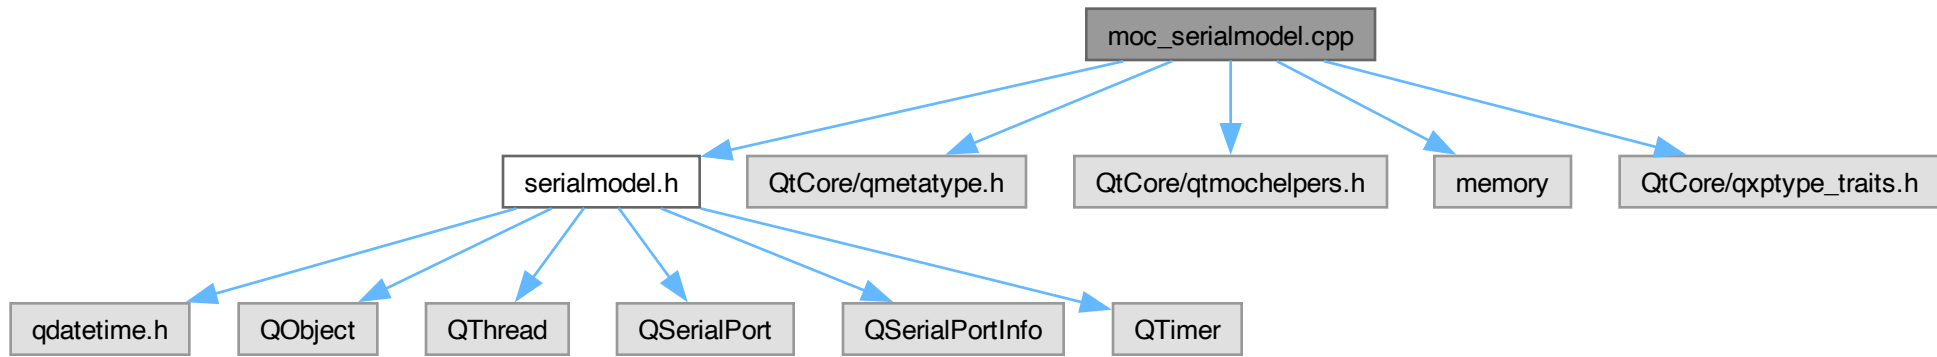 moc_serialmodel.cpp
serialmodel.h
QtCore/qmetatype.h
QtCore/qtmochelpers.h
memory
QtCore/qxptype_traits.h
qdatetime.h
QObject
QThread
QSerialPort
QSerialPortInfo
QTimer